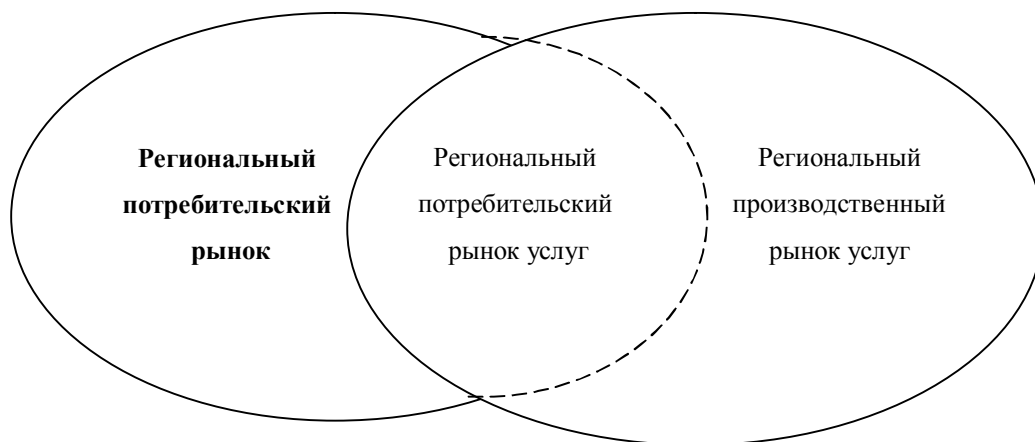 Региональный
потребительский
рынок
Региональный
потребительский
рынок услуг
Региональный
производственный
рынок услуг